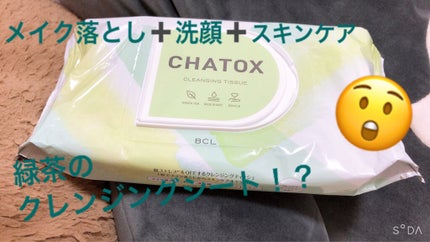 メイク落とし➕洗顔➕スキンケア
CHATOX
CLEANSING TISSUE
BCL
緑茶の
クレンジングシート！？
SODA